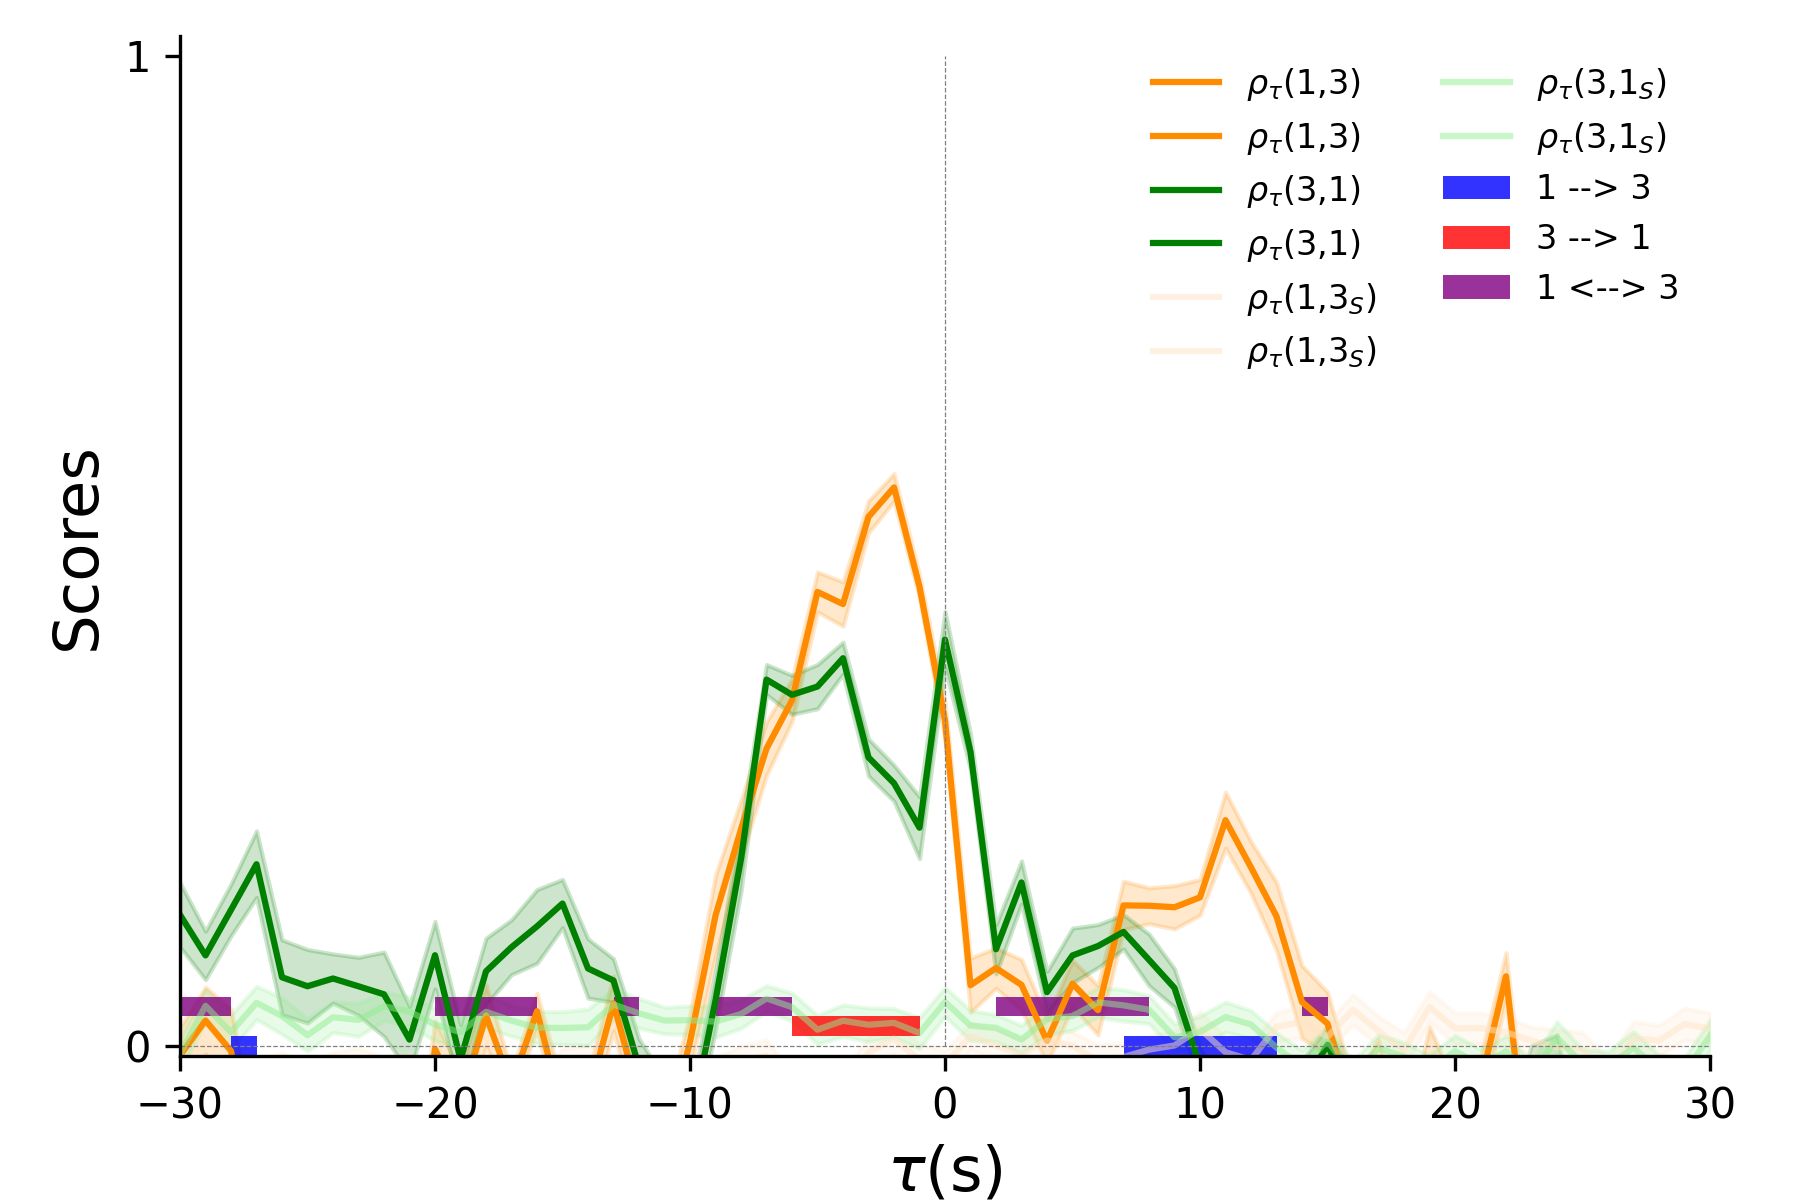 1
0
Scores
−30 −20 −10 0 10 20 30
τ(s)
ρτ(1,3)
ρτ(1,3)
ρτ(3,1)
ρτ(3,1)
ρτ(1,3S)
ρτ(1,3S)
ρτ(3,1S)
ρτ(3,1S)
1 --> 3
3 --> 1
1 <--> 3